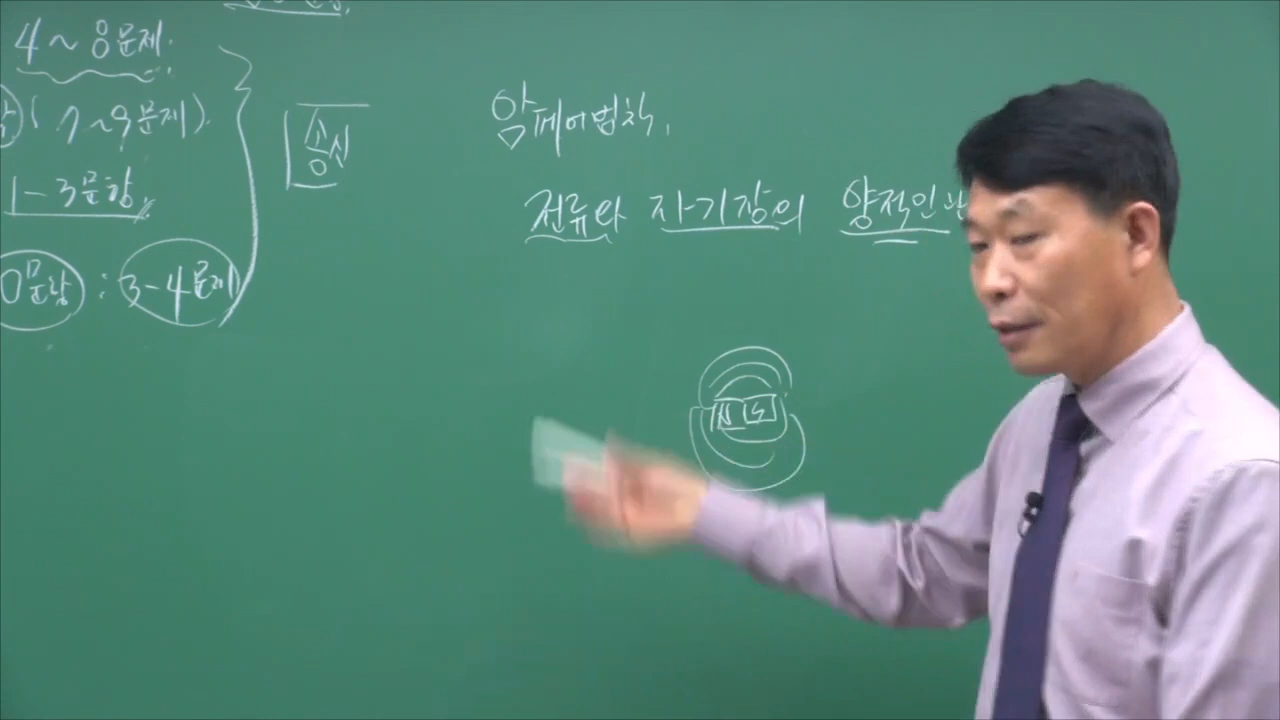 4 ~ 8문제.
( 7~9문제).
1-3문항.
0문항 : 3-4문제
송신
암페어법칙.
전류와 자기장의 양적인 관
N S